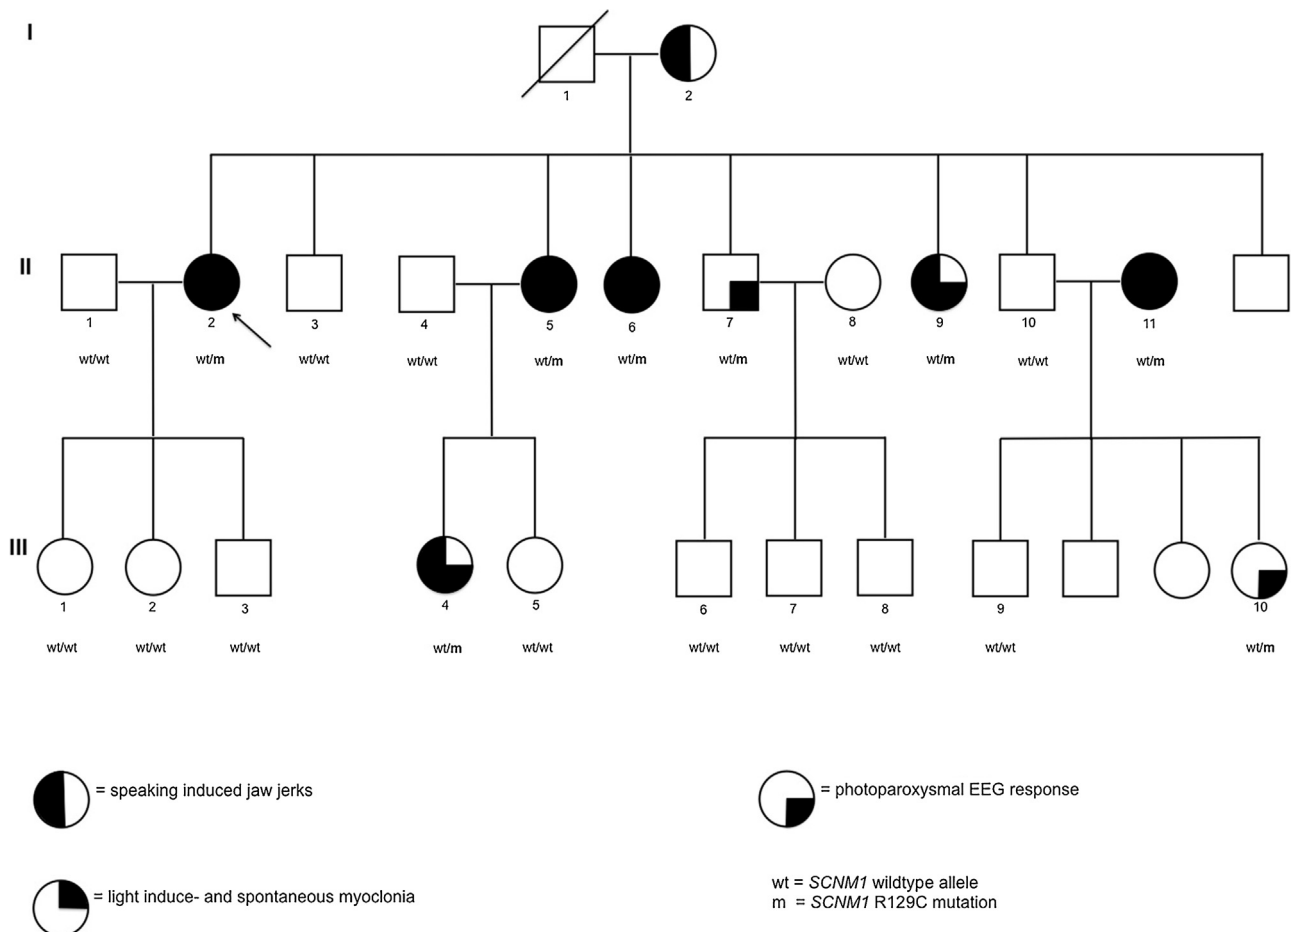 I
1 2
II
1 2 3 4 5 6 7 8 9 10 11
wt/wt wt/m wt/wt wt/wt wt/m wt/m wt/m wt/wt wt/m wt/wt wt/m
III
1 2 3 4 5 6 7 8 9 10
wt/wt wt/wt wt/wt wt/m wt/wt wt/wt wt/wt wt/wt wt/wt wt/m
= speaking induced jaw jerks
= photoparoxysmal EEG response
= light induce- and spontaneous myoclonia
wt = SCNM1 wildtype allele
m = SCNM1 R129C mutation